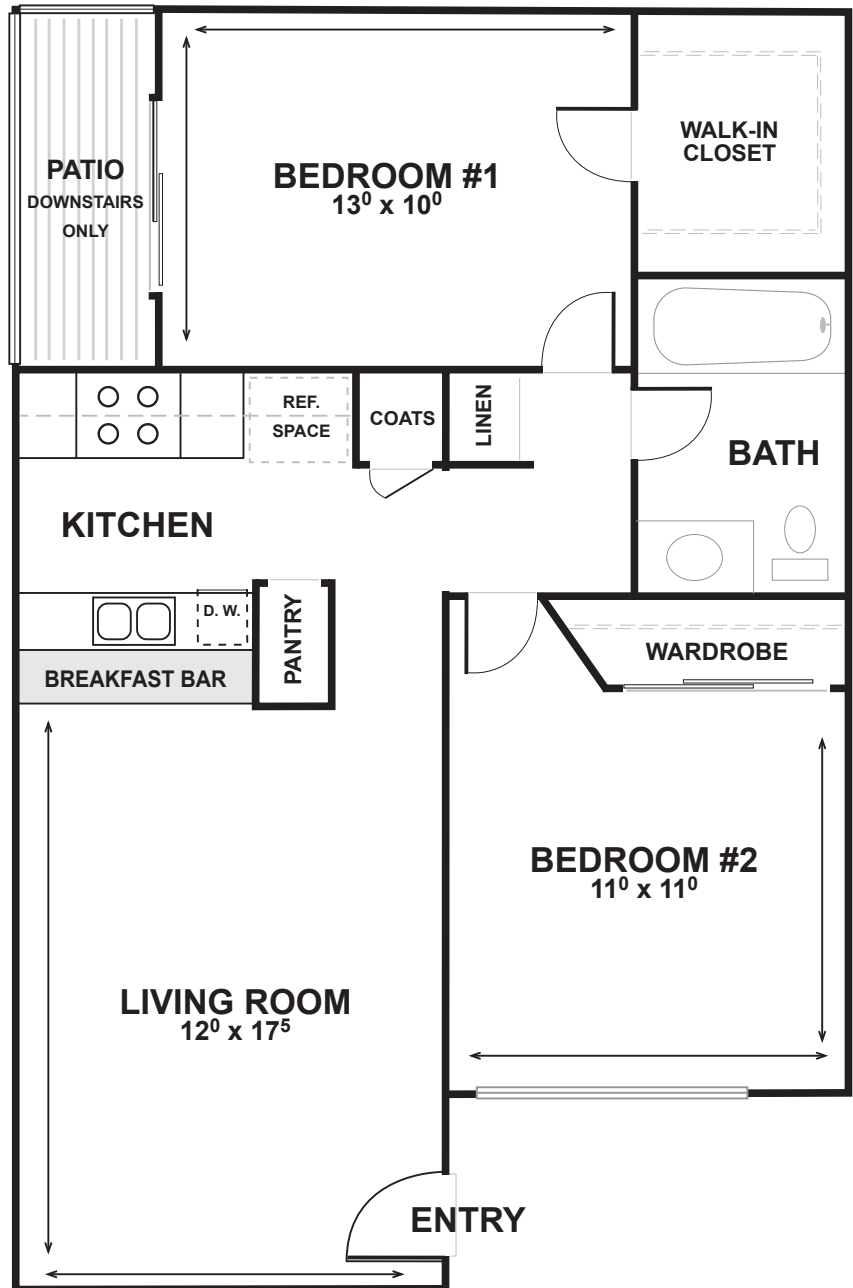 PATIO
DOWNSTAIRS
ONLY
BEDROOM #1
13⁰ x 10⁰
WALK-IN
CLOSET
REF.
SPACE
COATS
LINEN
BATH
KITCHEN
D. W.
PANTRY
BREAKFAST BAR
WARDROBE
BEDROOM #2
11⁰ x 11⁰
LIVING ROOM
12⁰ x 17⁵
ENTRY